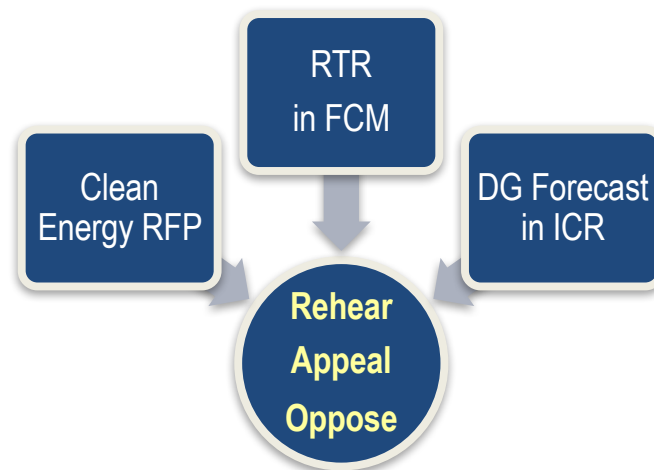 RTR
in FCM
Clean
Energy RFP
DG Forecast
in ICR
Rehear
Appeal
Oppose